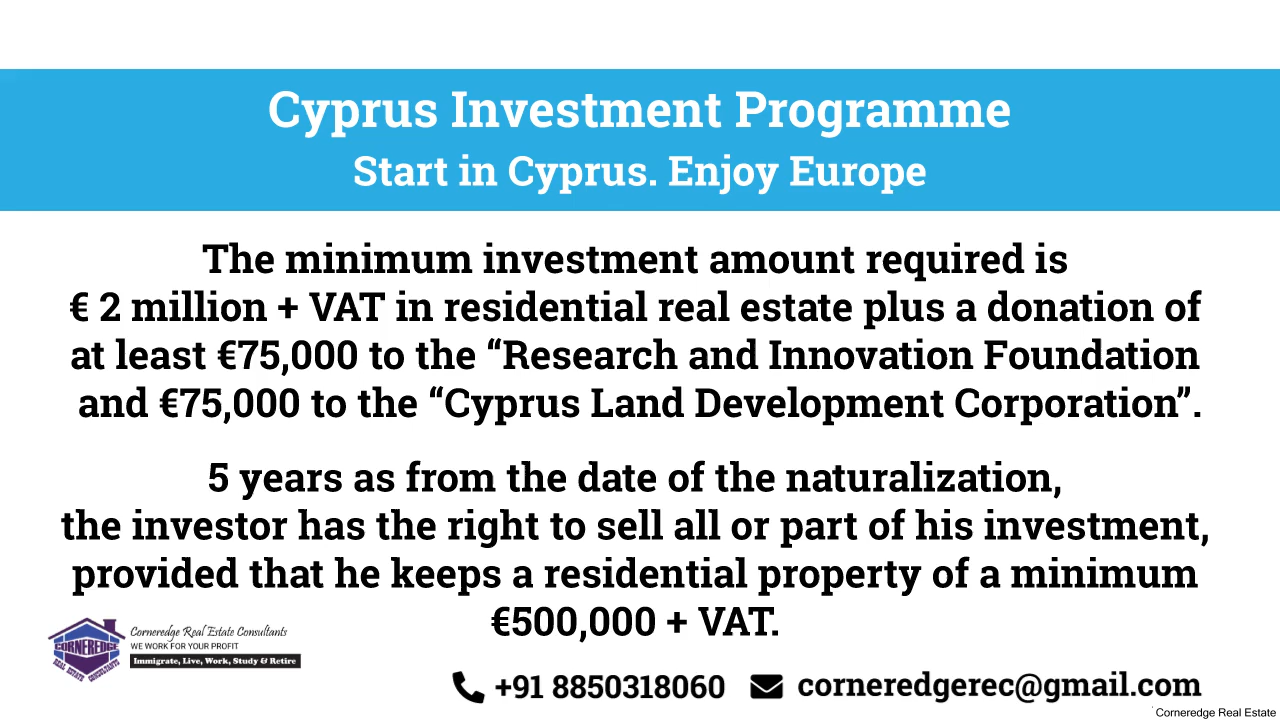 Cyprus Investment Programme
Start in Cyprus. Enjoy Europe
The minimum investment amount required is
€ 2 million + VAT in residential real estate plus a donation of
at least €75,000 to the “Research and Innovation Foundation
and €75,000 to the “Cyprus Land Development Corporation”.
5 years as from the date of the naturalization,
the investor has the right to sell all or part of his investment,
provided that he keeps a residential property of a minimum
€500,000 + VAT.
CORNEREDGE
REAL ESTATE CONSULTANTS
Corneredge Real Estate Consultants
WE WORK FOR YOUR PROFIT
Immigrate, Live, Work, Study & Retire
+91 8850318060
corneredgerec@gmail.com
Corneredge Real Estate